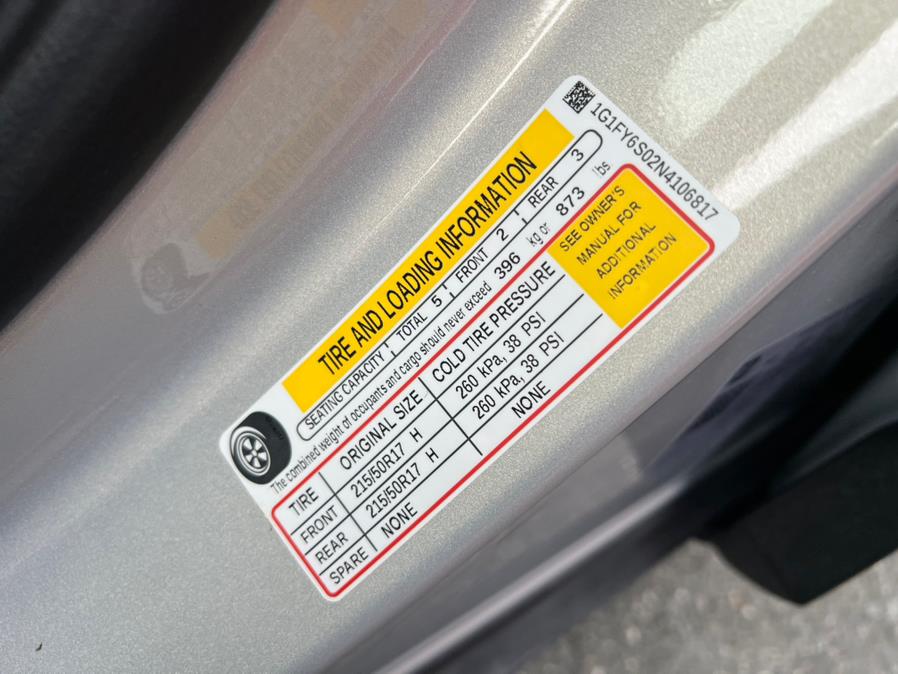 1G1FY6S02N4106817
TIRE AND LOADING INFORMATION
SEATING CAPACITY TOTAL 5 FRONT 2 REAR 3
The combined weight of occupants and cargo should never exceed 396 kg or 873 lbs
TIRE ORIGINAL SIZE COLD TIRE PRESSURE
FRONT 215/50R17 H 260 kPa, 38 PSI
REAR 215/50R17 H 260 kPa, 38 PSI
SPARE NONE NONE
SEE OWNER'S
MANUAL FOR
ADDITIONAL
INFORMATION